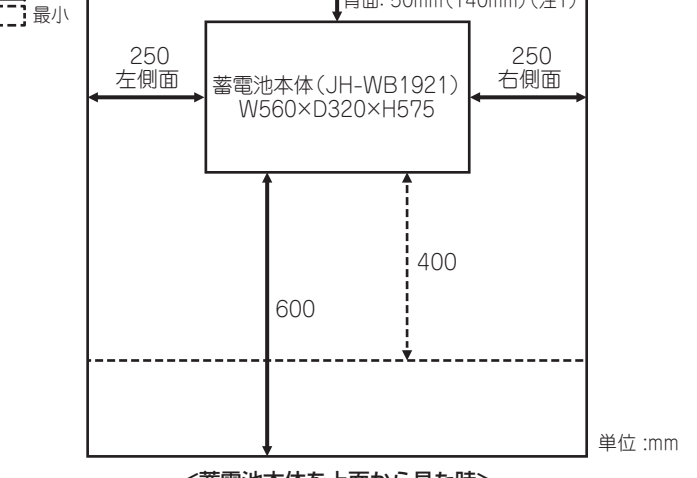 最小
背面: 50mm(140mm)(注1)
250
左側面
250
右側面
蓄電池本体(JH-WB1921)
W560×D320×H575
400
600
単位 :mm
<蓄電池本体を上面から見た時>